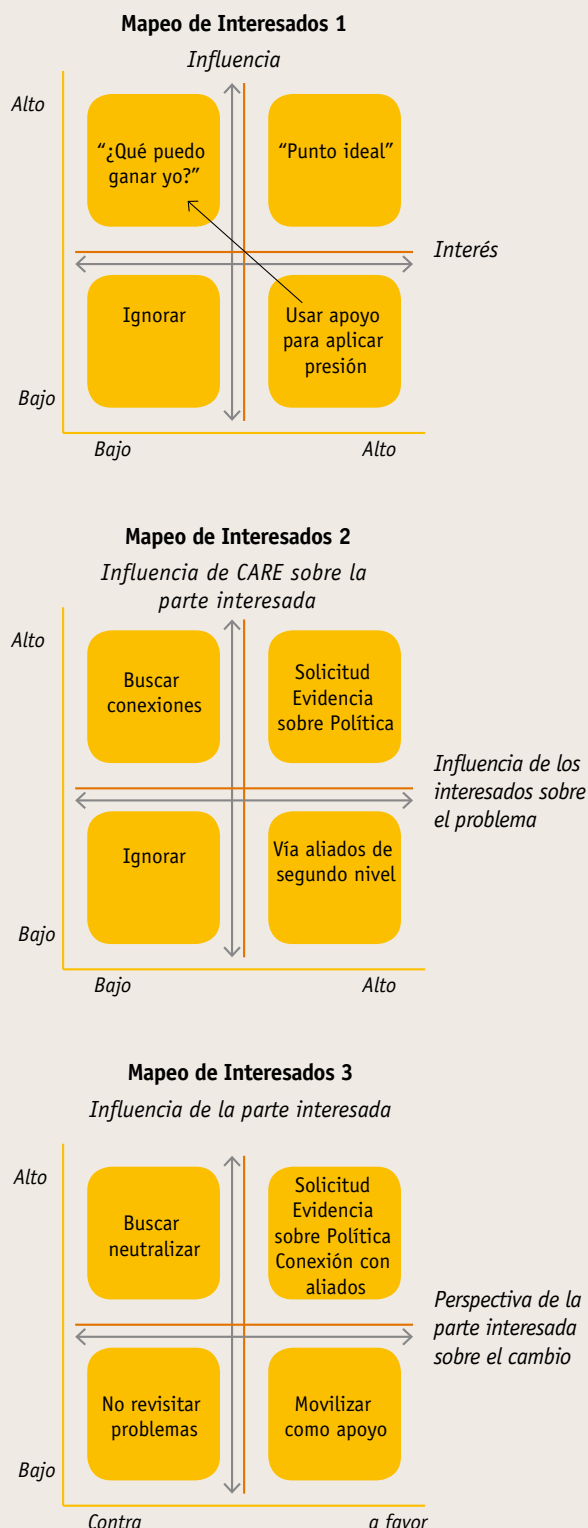 Mapeo de Interesados 1
Influencia
Alto
“¿Qué puedo
ganar yo?”
“Punto ideal”
Interés
Ignorar
Usar apoyo
para aplicar
presión
Bajo
Bajo
Alto
Mapeo de Interesados 2
Influencia de CARE sobre la
parte interesada
Alto
Buscar
conexiones
Solicitud
Evidencia
sobre Política
Influencia de los
interesados sobre
el problema
Ignorar
Vía aliados de
segundo nivel
Bajo
Bajo
Alto
Mapeo de Interesados 3
Influencia de la parte interesada
Alto
Buscar
neutralizar
Solicitud
Evidencia
sobre Política
Conexión con
aliados
Perspectiva de la
parte interesada
sobre el cambio
No revisitar
problemas
Movilizar
como apoyo
Bajo
Contra
a favor